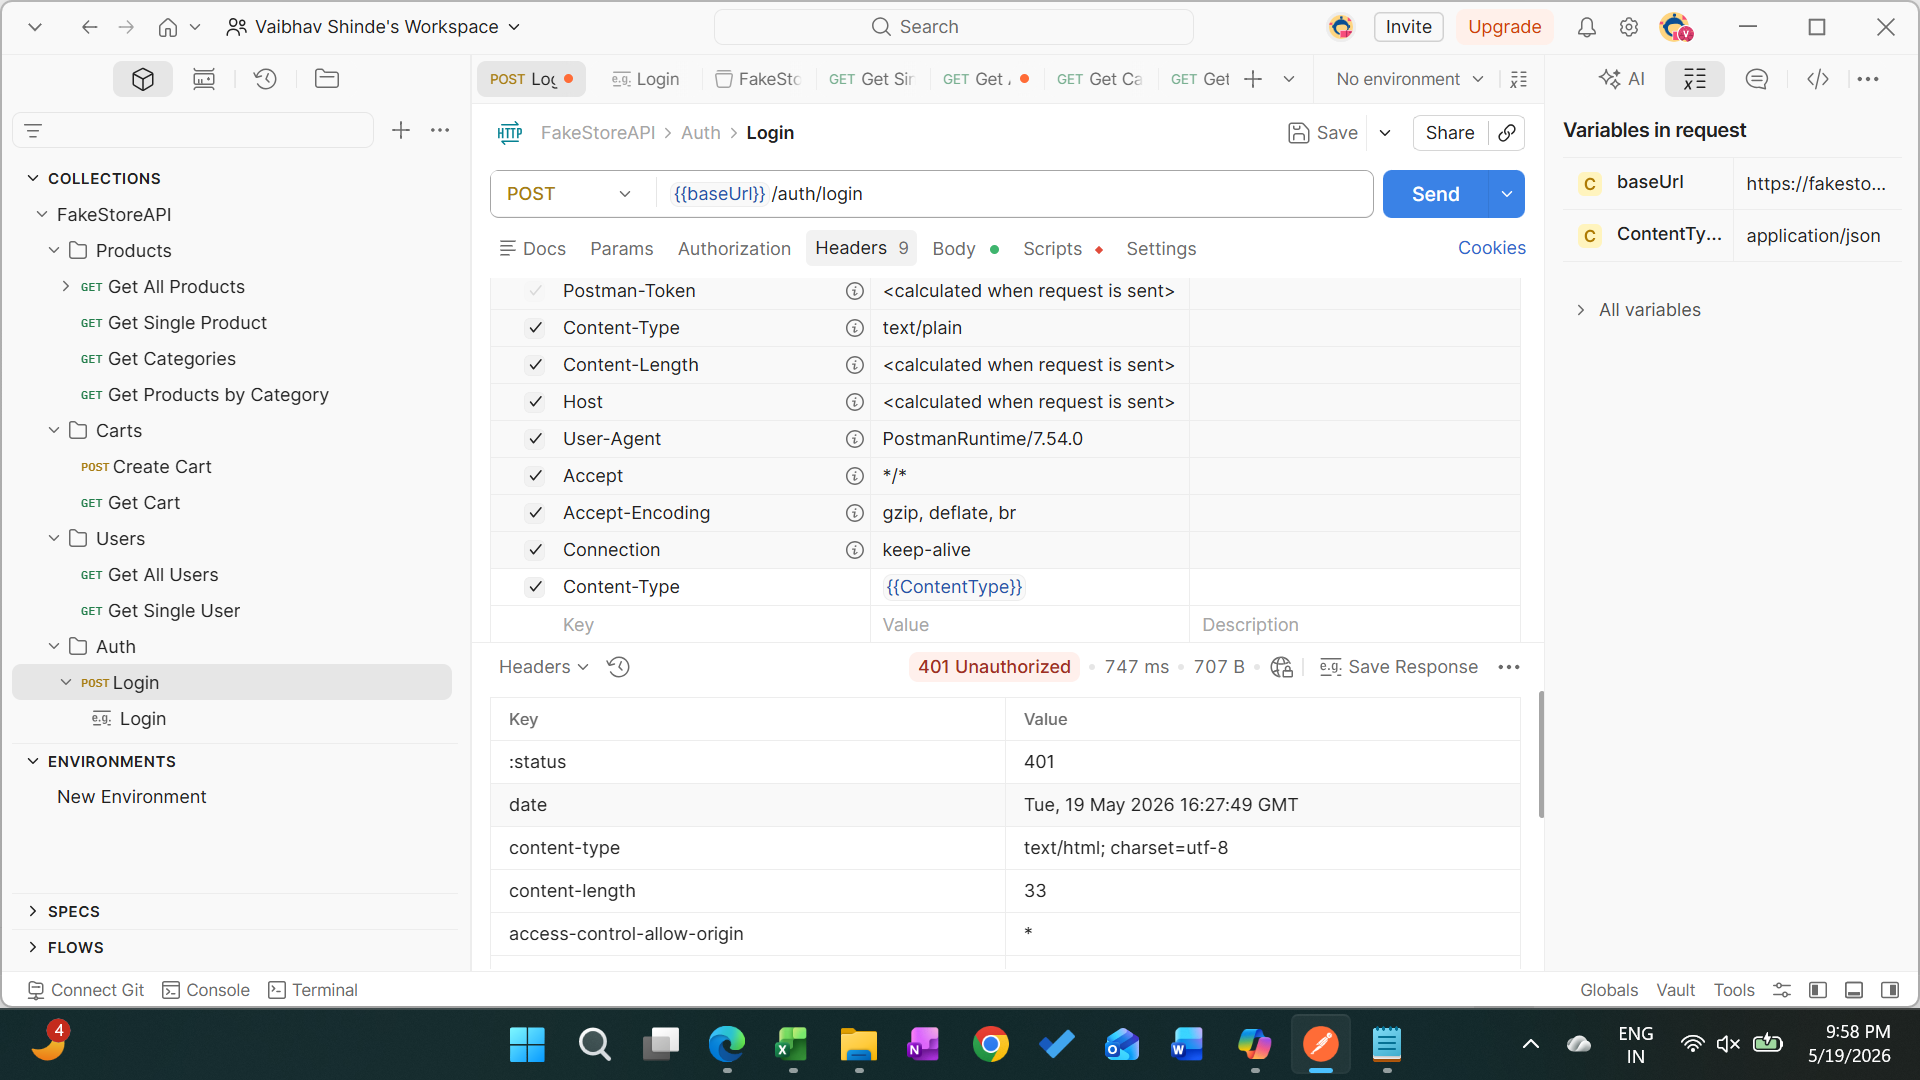 Vaibhav Shinde's Workspace
Search
Invite
Upgrade
V
POST Log
e.g. Login
FakeSto
GET Get Sin
GET Get
GET Get Ca
GET Get
No environment
AI
FakeStoreAPI > Auth > Login
HTTP
Save
Share
Variables in request
COLLECTIONS
FakeStoreAPI
Products
GET Get All Products
GET Get Single Product
GET Get Categories
GET Get Products by Category
Carts
POST Create Cart
GET Get Cart
Users
GET Get All Users
GET Get Single User
Auth
POST Login
e.g. Login
ENVIRONMENTS
New Environment
SPECS
FLOWS
POST
{{baseUrl}} /auth/login
Send
Docs
Params
Authorization
Headers 9
Body
Scripts
Settings
Cookies
Postman-Token <calculated when request is sent>
Content-Type text/plain
Content-Length <calculated when request is sent>
Host <calculated when request is sent>
User-Agent PostmanRuntime/7.54.0
Accept */*
Accept-Encoding gzip, deflate, br
Connection keep-alive
Content-Type {{ContentType}}
Key Value Description
Headers
401 Unauthorized
747 ms
707 B
e.g. Save Response
Key Value
:status 401
date Tue, 19 May 2026 16:27:49 GMT
content-type text/html; charset=utf-8
content-length 33
access-control-allow-origin *
C baseUrl https://fakesto...
C ContentTy... application/json
All variables
Connect Git
Console
Terminal
Globals
Vault
Tools
4
ENG
IN
9:58 PM
5/19/2026